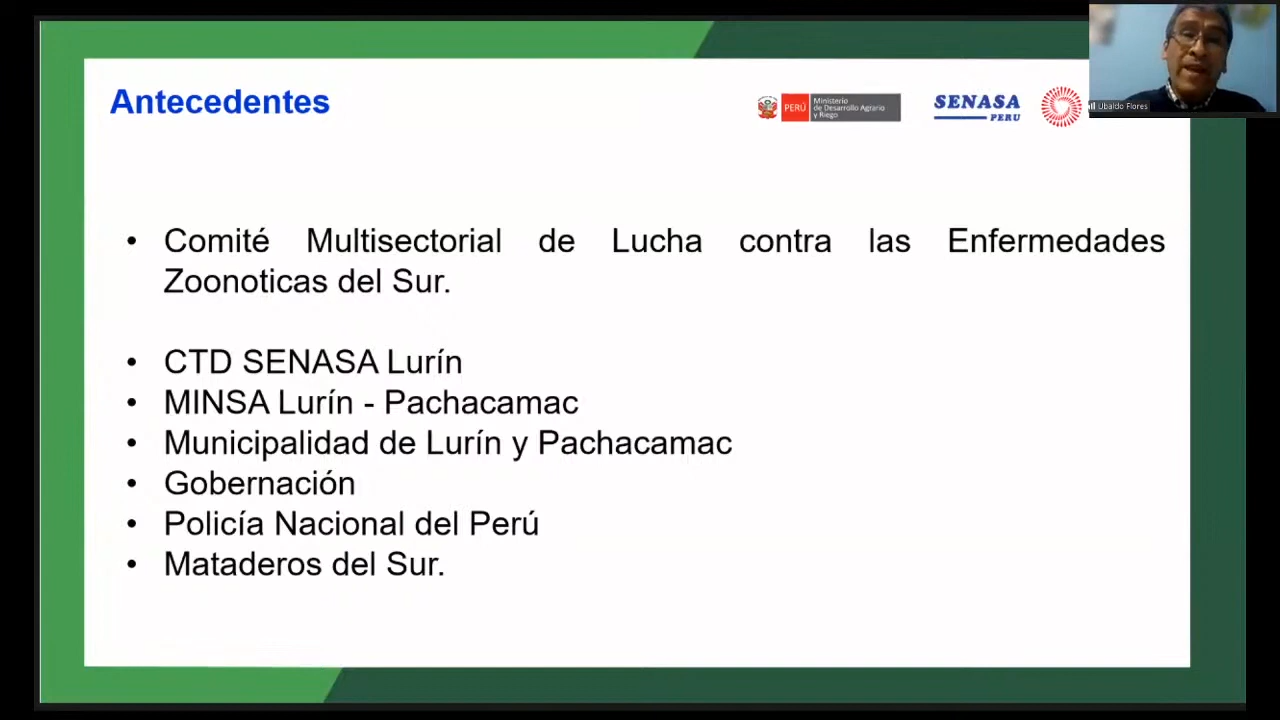 Antecedentes
PERÚ
Ministerio
de Desarrollo Agrario
y Riego
SENASA
PERU
Ubaldo Flores
• Comité Multisectorial de Lucha contra las Enfermedades
Zoonoticas del Sur.
• CTD SENASA Lurín
• MINSA Lurín - Pachacamac
• Municipalidad de Lurín y Pachacamac
• Gobernación
• Policía Nacional del Perú
• Mataderos del Sur.